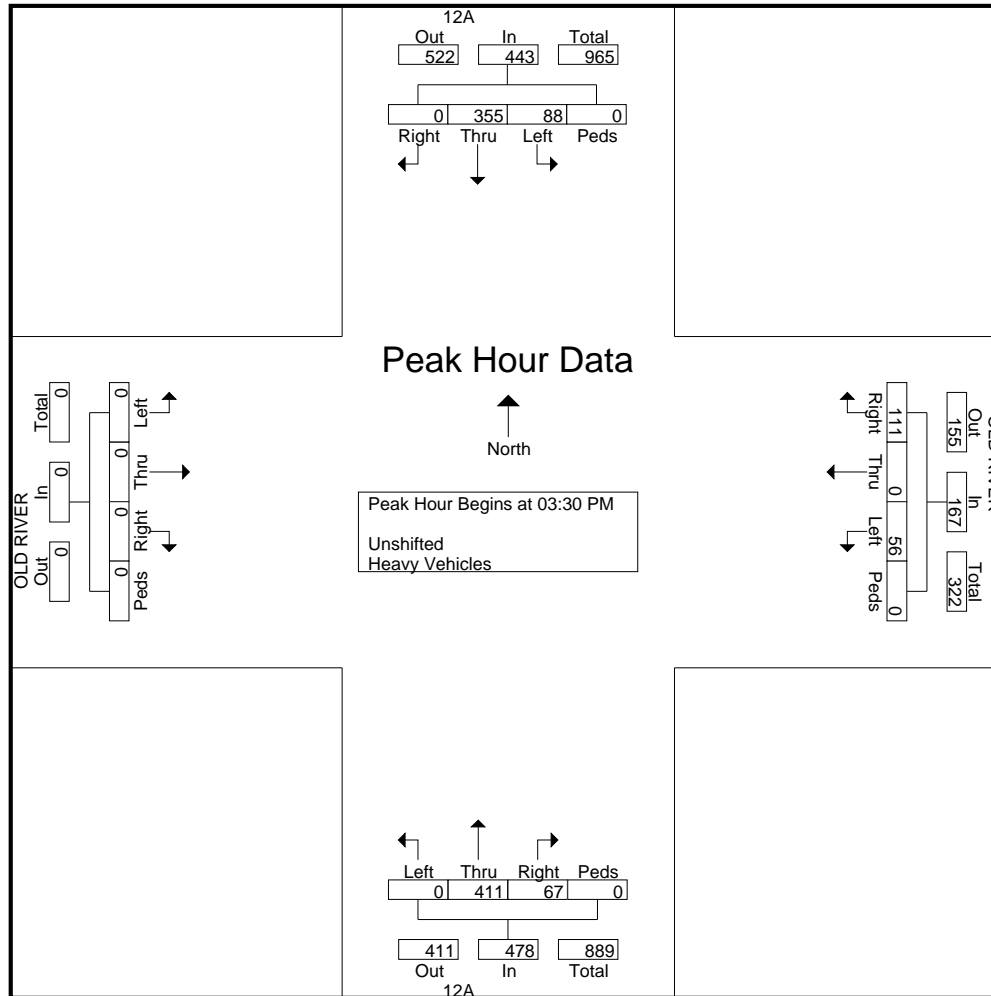 12A
Out In Total
522 443 965
0 355 88 0
Right Thru Left Peds
Peak Hour Data
North
Peak Hour Begins at 03:30 PM
Unshifted
Heavy Vehicles
OLD RIVER
Total In Out
0 0 0
0 0 0 0
Left Thru Right Peds
OLD RIVER
Out In Total
155 167 322
111 0 56 0
Right Thru Left Peds
Left Thru Right Peds
0 411 67 0
411 478 889
Out In Total
12A